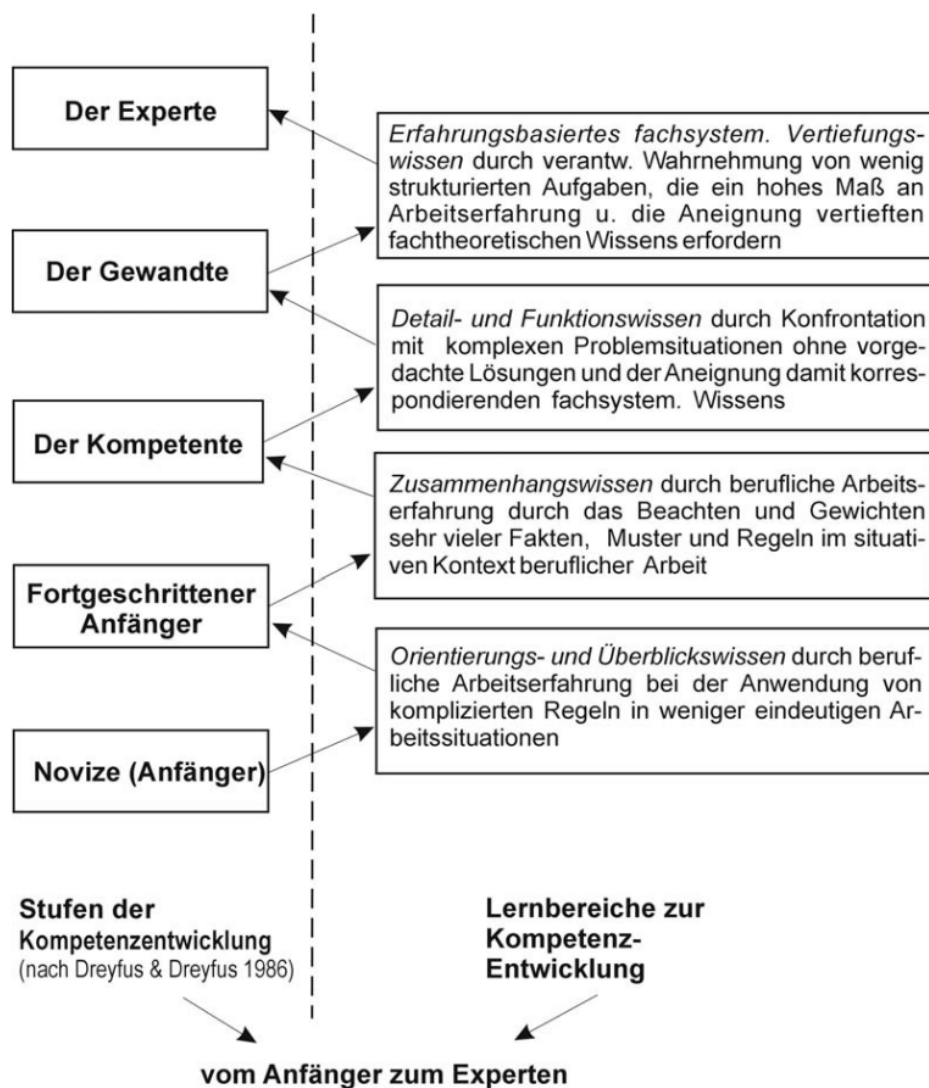 Der Experte
Erfahrungsbasiertes fachsystem. Vertiefungs-
wissen durch verantw. Wahrnehmung von wenig
strukturierten Aufgaben, die ein hohes Maß an
Arbeitserfahrung u. die Aneignung vertieften
fachtheoretischen Wissens erfordern
Der Gewandte
Detail- und Funktionswissen durch Konfrontation
mit komplexen Problemsituationen ohne vorge-
dachte Lösungen und der Aneignung damit korres-
pondierenden fachsystem. Wissens
Der Kompetente
Zusammenhangswissen durch berufliche Arbeits-
erfahrung durch das Beachten und Gewichten
sehr vieler Fakten, Muster und Regeln im situati-
ven Kontext beruflicher Arbeit
Fortgeschrittener
Anfänger
Orientierungs- und Überblickswissen durch beruf-
liche Arbeitserfahrung bei der Anwendung von
komplizierten Regeln in weniger eindeutigen Ar-
beitssituationen
Novize (Anfänger)
Stufen der
Kompetenzentwicklung
(nach Dreyfus & Dreyfus 1986)
Lernbereiche zur
Kompetenz-
Entwicklung
vom Anfänger zum Experten